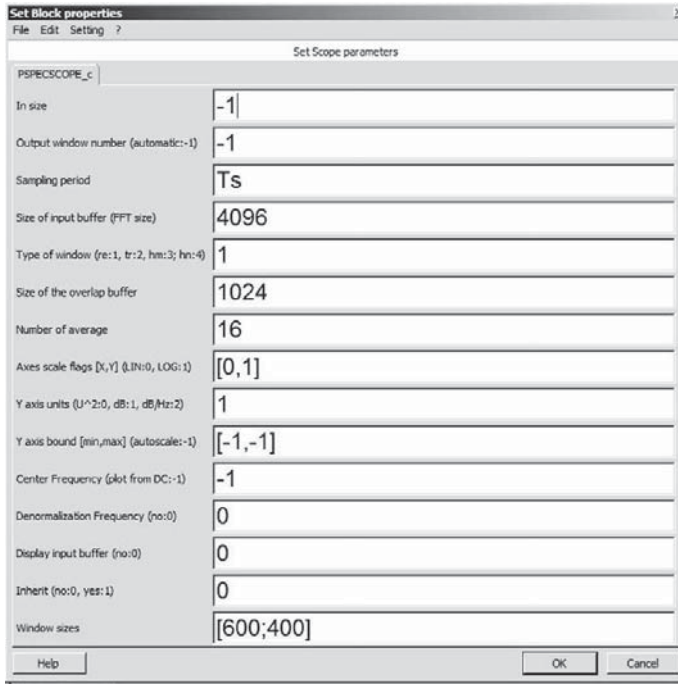 Set Block properties
File Edit Setting ?
Set Scope parameters
PSPECSCOPE_c
In size -1
Output window number (automatic:-1) -1
Sampling period Ts
Size of input buffer (FFT size) 4096
Type of window (re:1, tr:2, hm:3; hn:4) 1
Size of the overlap buffer 1024
Number of average 16
Axes scale flags [X,Y] (LIN:0, LOG:1) [0,1]
Y axis units (U^2:0, dB:1, dB/Hz:2) 1
Y axis bound [min,max] (autoscale:-1) [-1,-1]
Center Frequency (plot from DC:-1) -1
Denormalization Frequency (no:0) 0
Display input buffer (no:0) 0
Inherit (no:0, yes:1) 0
Window sizes [600;400]
Help OK Cancel